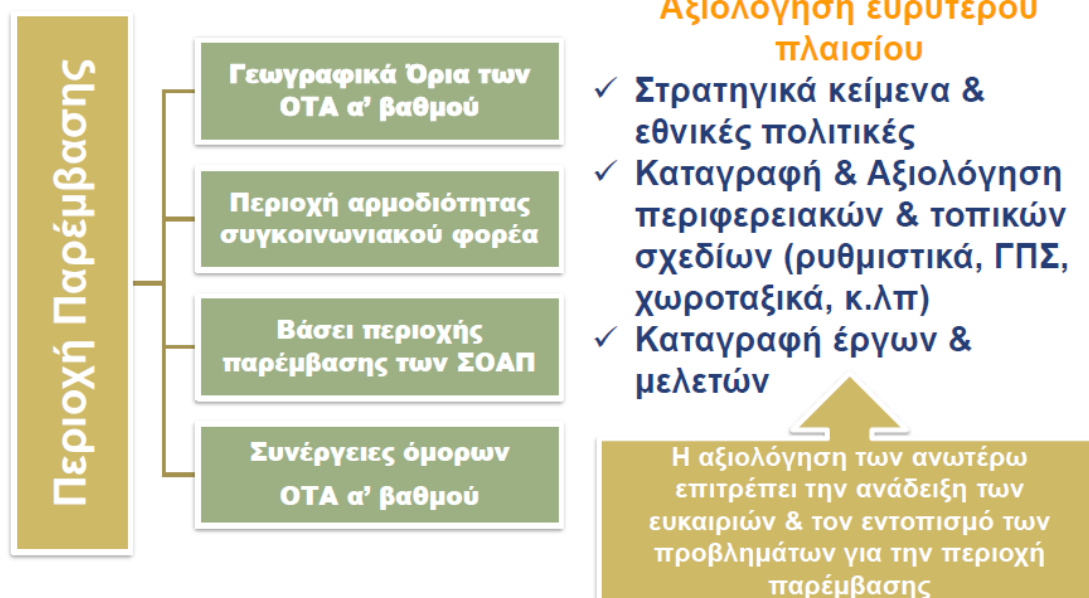 Περιοχή Παρέμβασης
Γεωγραφικά Όρια των
ΟΤΑ α’ βαθμού
Περιοχή αρμοδιότητας
συγκοινωνιακού φορέα
Βάσει περιοχής
παρέμβασης των ΣΟΑΠ
Συνέργειες όμορων
ΟΤΑ α’ βαθμού
Αξιολόγηση ευρύτερου
πλαισίου
✓ Στρατηγικά κείμενα &
εθνικές πολιτικές
✓ Καταγραφή & Αξιολόγηση
περιφερειακών & τοπικών
σχεδίων (ρυθμιστικά, ΓΠΣ,
χωροταξικά, κ.λπ)
✓ Καταγραφή έργων &
μελετών
Η αξιολόγηση των ανωτέρω
επιτρέπει την ανάδειξη των
ευκαιριών & τον εντοπισμό των
προβλημάτων για την περιοχή
παρέμβασης